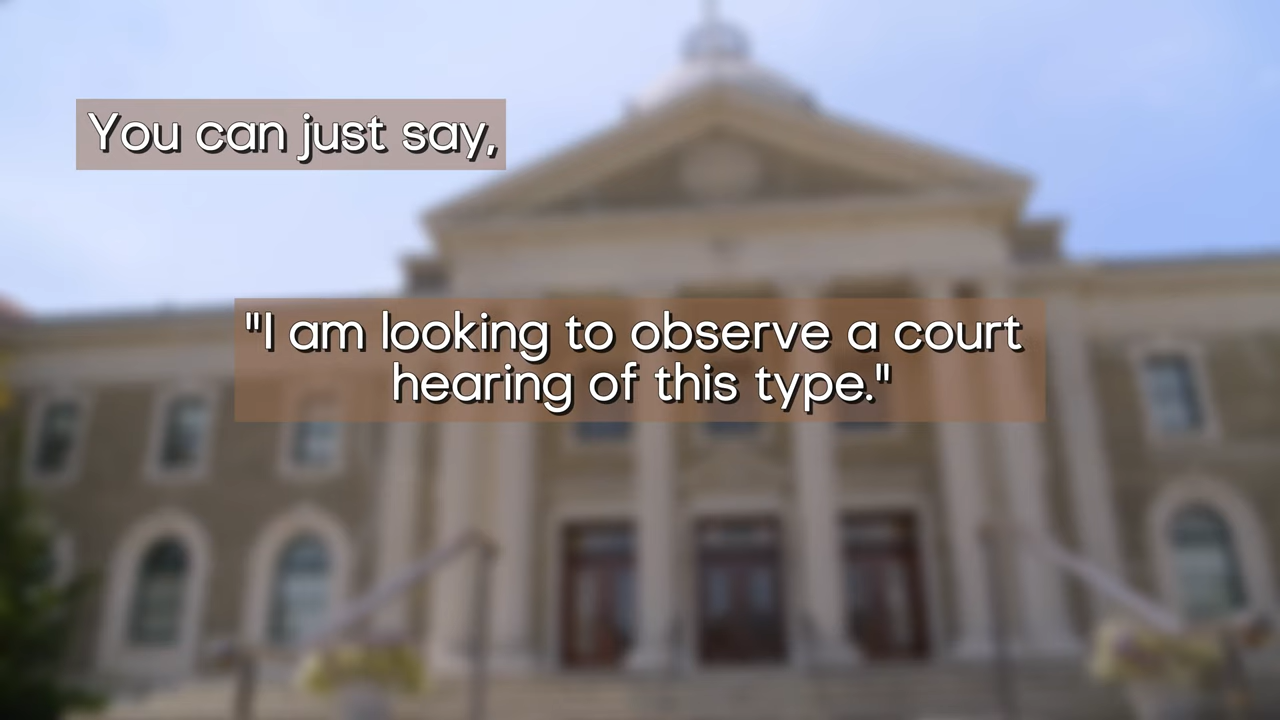 You can just say,
"I am looking to observe a court
hearing of this type."